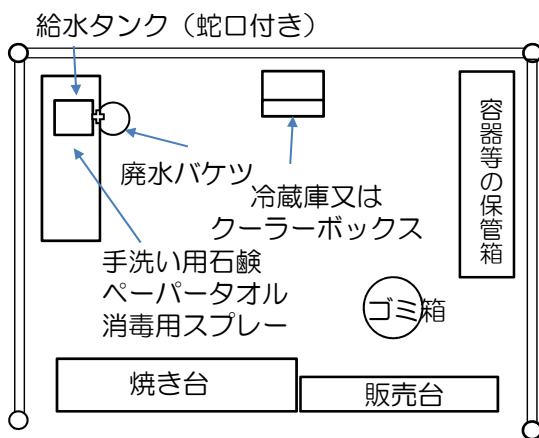 給水タンク（蛇口付き）
廃水バケツ
冷蔵庫又は
クーラーボックス
容器等の保管箱
手洗い用石鹸
ペーパータオル
消毒用スプレー
ゴミ箱
焼き台
販売台